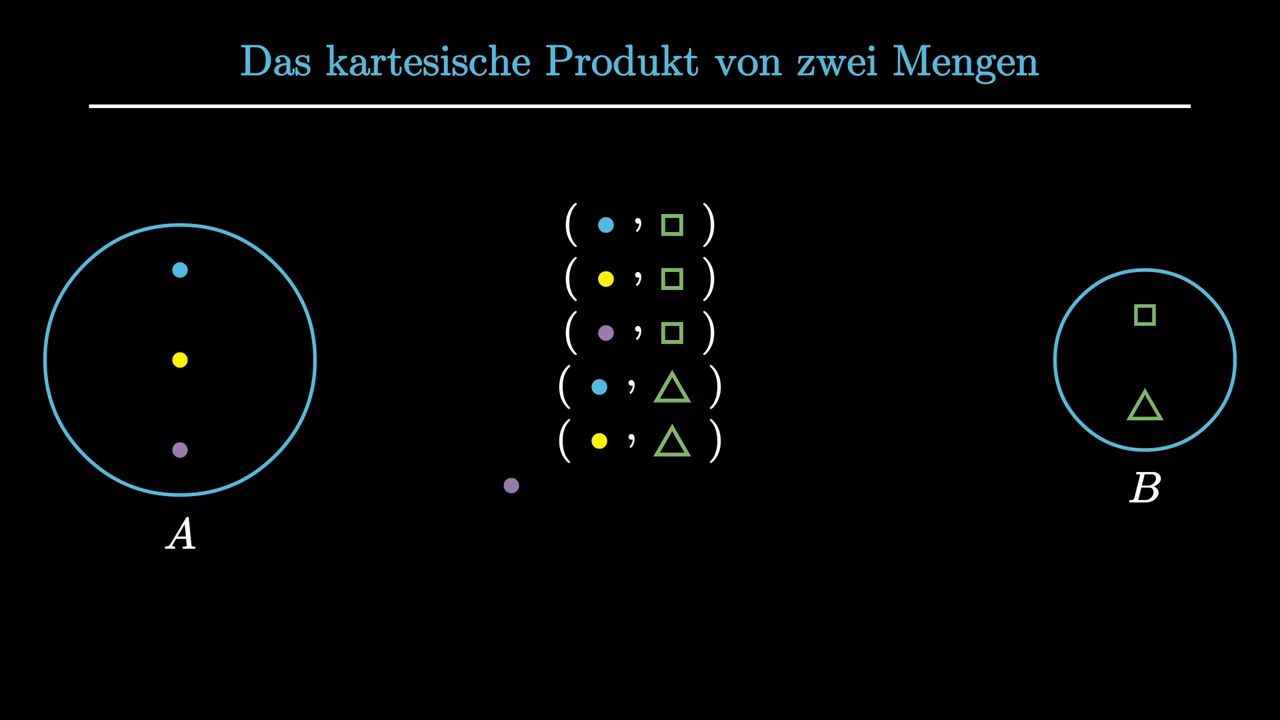 Das kartesische Produkt von zwei Mengen
( , )
( , )
( , )
( , )
( , )
A
B